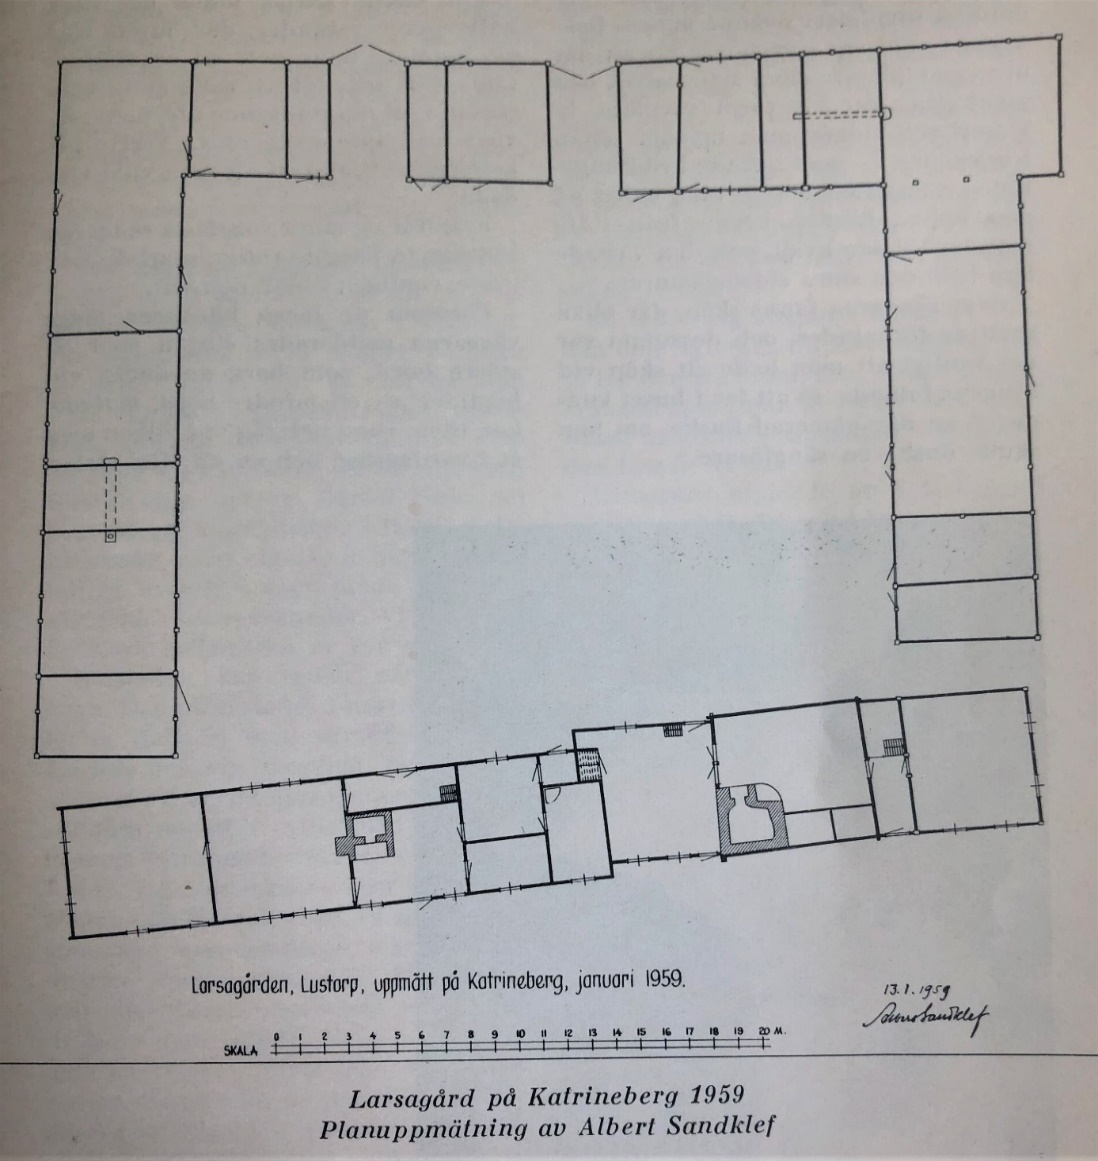 Larsagården, Lustorp, uppmätt på Katrineberg, januari 1959.
13.1.1959
Sandklef
SKALA 0 1 2 3 4 5 6 7 8 9 10 11 12 13 14 15 16 17 18 19 20 M.
Larsagård på Katrineberg 1959
Planuppmätning av Albert Sandklef